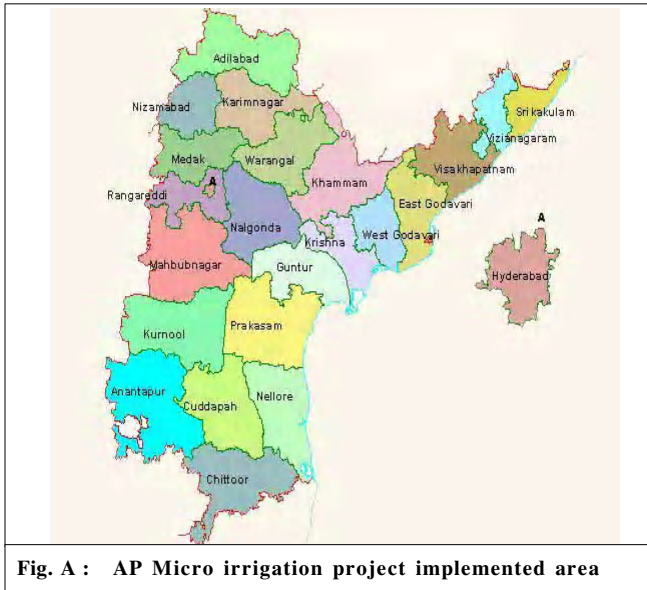 Adilabad
Nizamabad
Karimnagar
Srikakulam
Vizianagaram
Medak
Warangal
Visakhapatnam
Khammam
Rangareddi
A
East Godavari
A
Nalgonda
Krishna
West Godavari
Mahbubnagar
Guntur
Hyderabad
Kurnool
Prakasam
Anantapur
Cuddapah
Nellore
Chittoor
Fig. A : AP Micro irrigation project implemented area